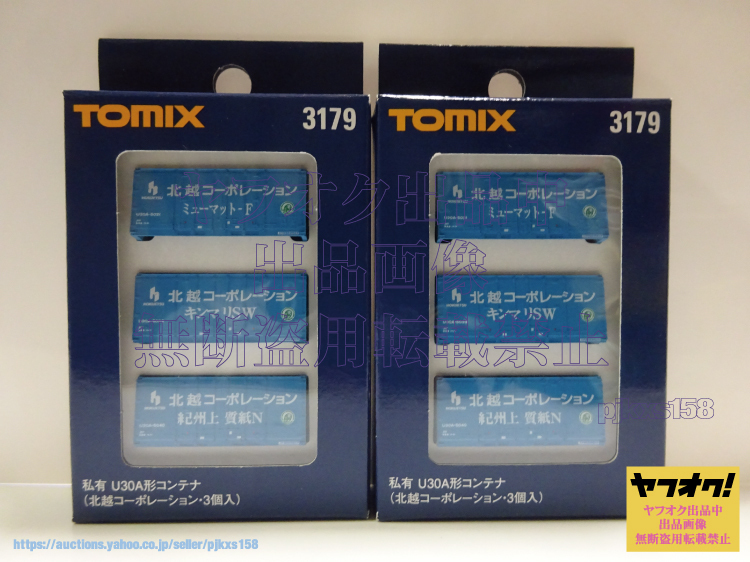 TOMIX 3179
北越コーポレーション
ミューマット-F
北越コーポレーション
キンマリSW
北越コーポレーション
紀州上質紙N
私有 U30A形コンテナ
(北越コーポレーション・3個入)
TOMIX 3179
北越コーポレーション
ミューマット-F
北越コーポレーション
キンマリSW
北越コーポレーション
紀州上質紙N
私有 U30A形コンテナ
(北越コーポレーション・3個入)
ヤフオク出品中
出品画像
無断盗用転載禁止
pjkxs158
ヤフオク!
ヤフオク出品中
出品画像
無断盗用転載禁止
https://auctions.yahoo.co.jp/seller/pjkxs158